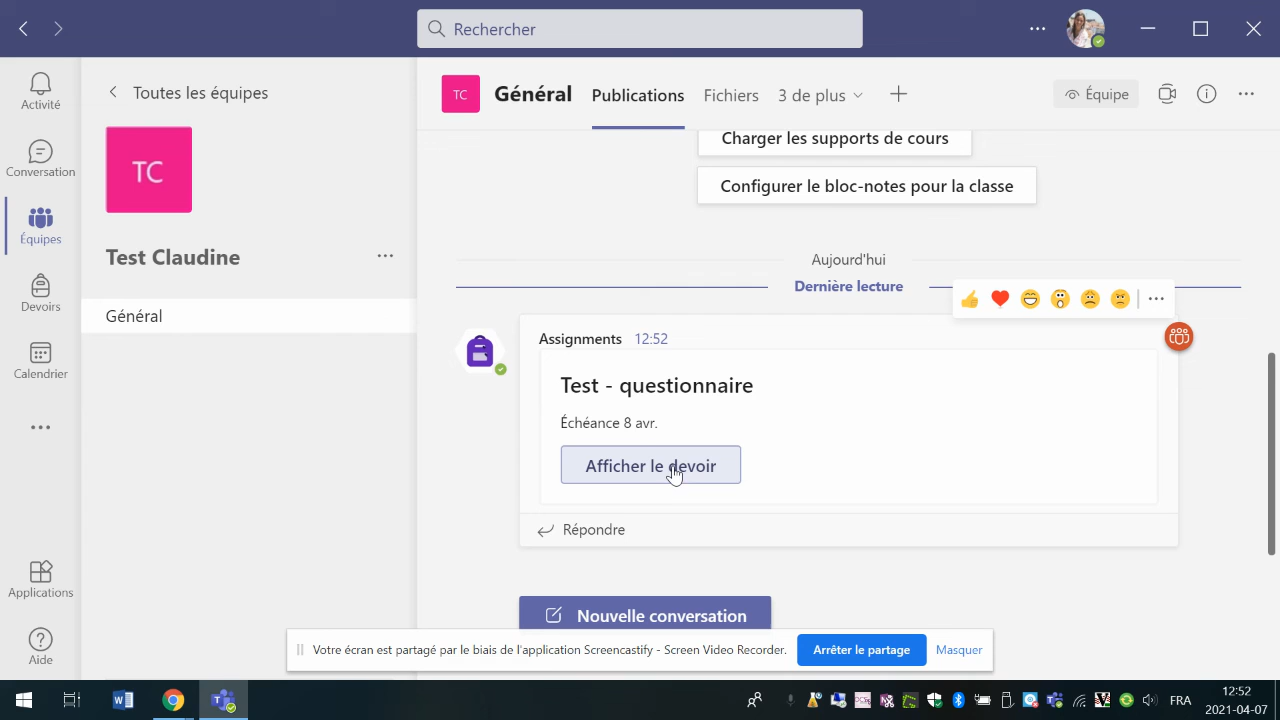 Rechercher
Activité
Conversation
Équipes
Devoirs
Calendrier
Applications
Aide
Toutes les équipes
TC
Test Claudine
Général
TC
Général
Publications
Fichiers
3 de plus
Équipe
Charger les supports de cours
Configurer le bloc-notes pour la classe
Aujourd'hui
Dernière lecture
Assignments 12:52
Test - questionnaire
Échéance 8 avr.
Afficher le devoir
Répondre
Nouvelle conversation
Votre écran est partagé par le biais de l'application Screencastify - Screen Video Recorder.
Arrêter le partage
Masquer
FRA
12:52
2021-04-07